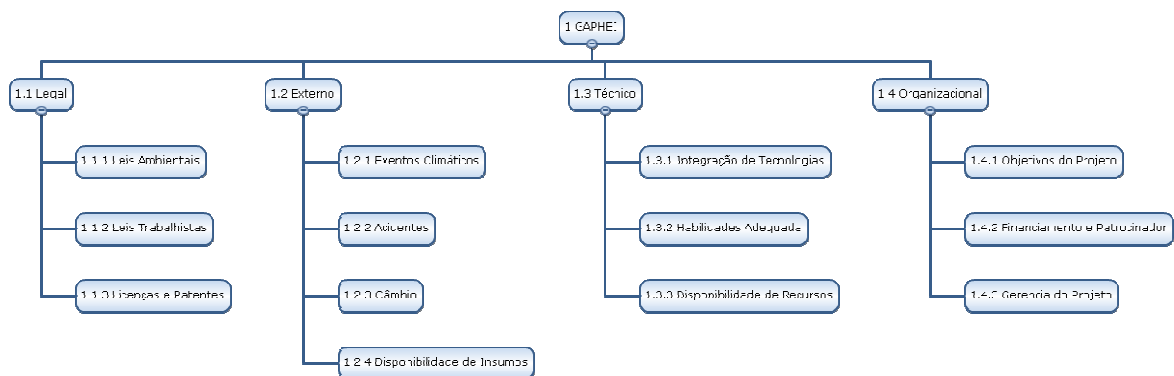 1 GAPHEI
1.1 Legal
1.2 Externo
1.3 Técnico
1.4 Organizacional
1.1.1 Leis Ambientais
1.2.1 Eventos Climáticos
1.3.1 Integração de Tecnologias
1.4.1 Objetivos do Projeto
1.1.2 Leis Trabalhistas
1.2.2 Acidentes
1.3.2 Habilidades Adequada
1.4.2 Financiamento e Patrocinador
1.1.3 Licenças e Patentes
1.2.3 Câmbio
1.3.3 Disponibilidade de Recursos
1.4.3 Gerencia do Projeto
1.2.4 Disponibilidade de Insumos